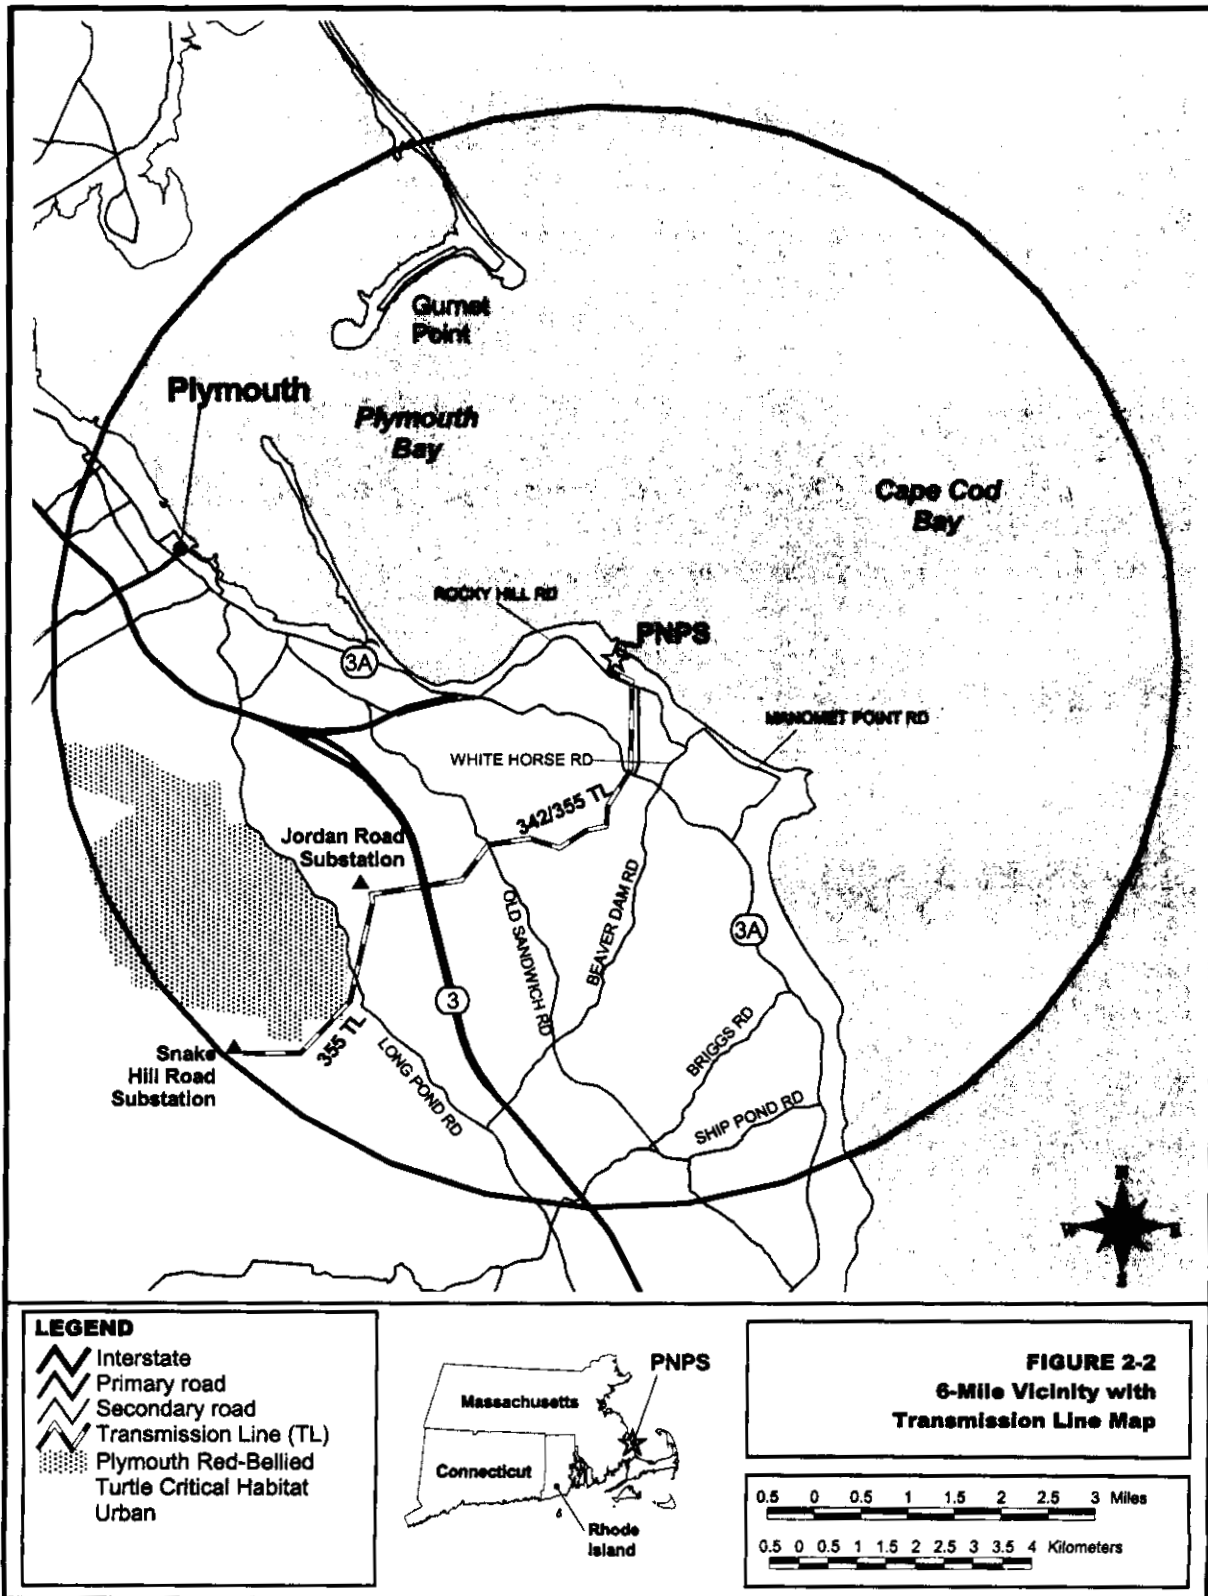 Gurnet
Point
Plymouth
Plymouth
Bay
Cape Cod
Bay
ROCKY HILL RD
PNPS
3A
MANOMET POINT RD
WHITE HORSE RD
342/355 TL
Jordan Road
Substation
OLD SANDWICH RD
BEAVER DAM RD
3A
3
355 TL
Snake
Hill Road
Substation
LONG POND RD
BRIGGS RD
SHIP POND RD
N
W
E
S
LEGEND
Interstate
Primary road
Secondary road
Transmission Line (TL)
Plymouth Red-Bellied
Turtle Critical Habitat
Urban
PNPS
Massachusetts
Connecticut
Rhode
Island
FIGURE 2-2
6-Mile Vicinity with
Transmission Line Map
0.5 0 0.5 1 1.5 2 2.5 3 Miles
0.5 0 0.5 1 1.5 2 2.5 3 3.5 4 Kilometers